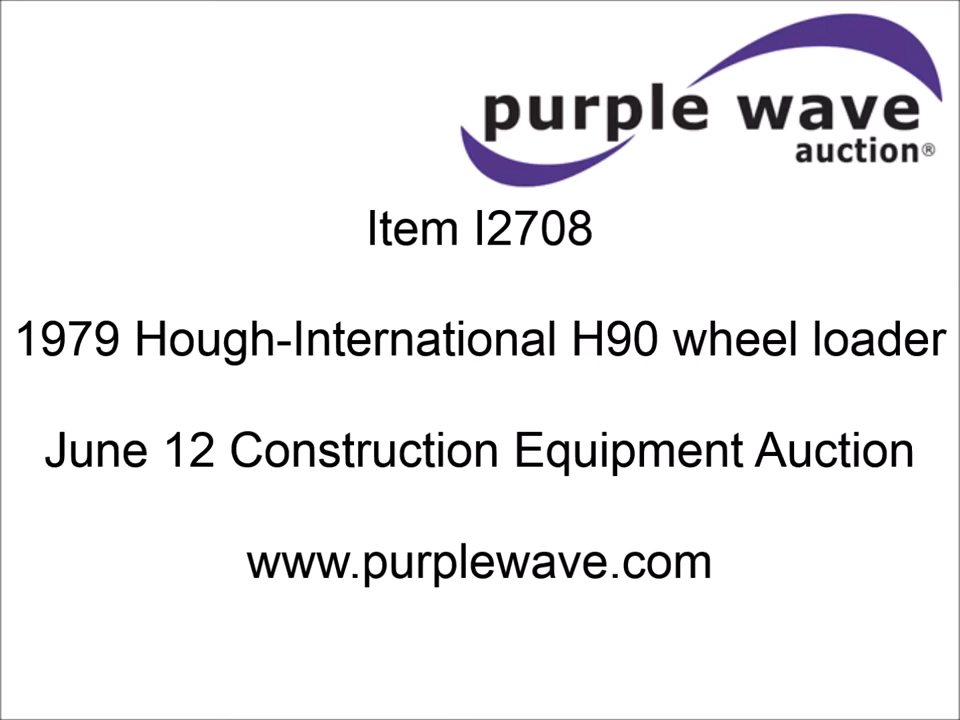 purple wave
auction®
Item I2708
1979 Hough-International H90 wheel loader
June 12 Construction Equipment Auction
www.purplewave.com